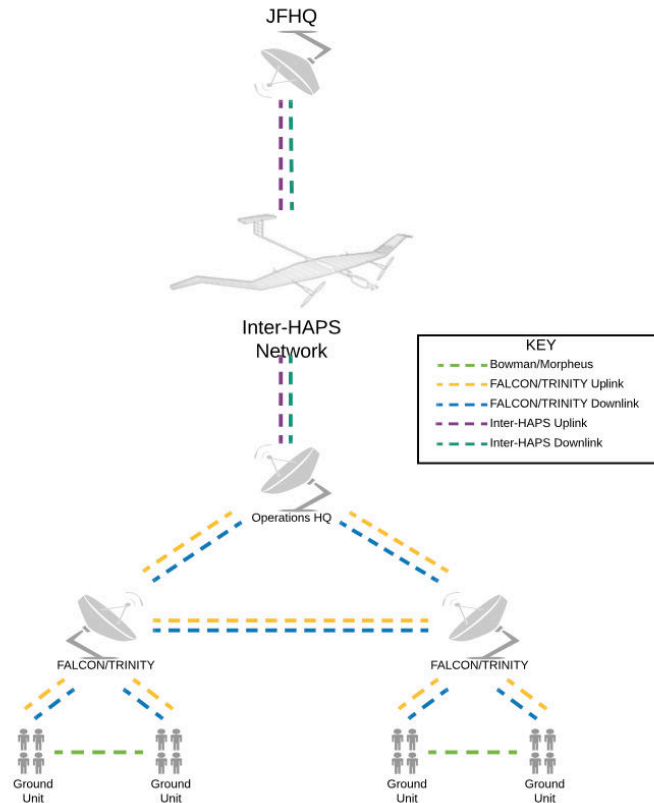 JFHQ
Inter-HAPS
Network
KEY
Bowman/Morpheus
FALCON/TRINITY Uplink
FALCON/TRINITY Downlink
Inter-HAPS Uplink
Inter-HAPS Downlink
Operations HQ
FALCON/TRINITY
FALCON/TRINITY
Ground
Unit
Ground
Unit
Ground
Unit
Ground
Unit